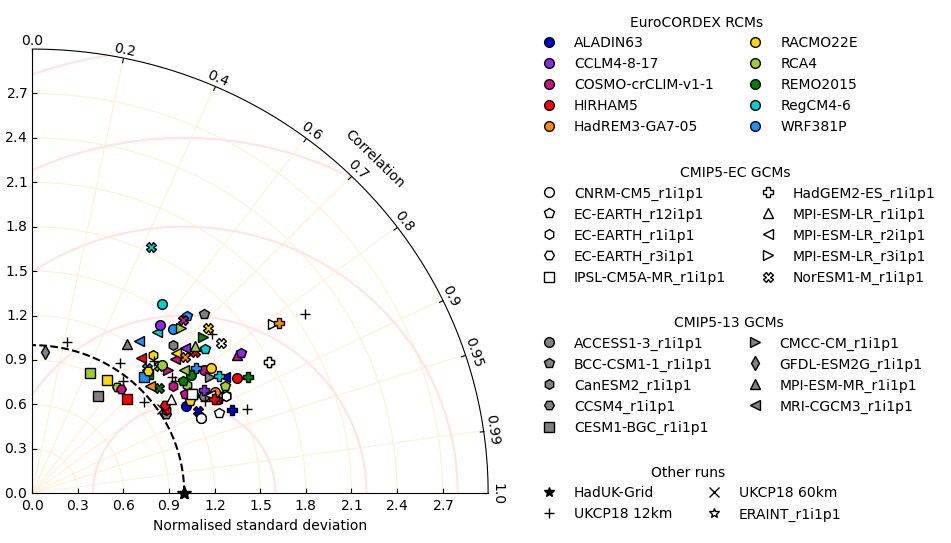 EuroCORDEX RCMs
ALADIN63 RACMO22E
CCLM4-8-17 RCA4
COSMO-crCLIM-v1-1 REMO2015
HIRHAM5 RegCM4-6
HadREM3-GA7-05 WRF381P
CMIP5-EC GCMs
CNRM-CM5_r1i1p1 HadGEM2-ES_r1i1p1
EC-EARTH_r12i1p1 MPI-ESM-LR_r1i1p1
EC-EARTH_r1i1p1 MPI-ESM-LR_r2i1p1
EC-EARTH_r3i1p1 MPI-ESM-LR_r3i1p1
IPSL-CM5A-MR_r1i1p1 NorESM1-M_r1i1p1
CMIP5-13 GCMs
ACCESS1-3_r1i1p1 CMCC-CM_r1i1p1
BCC-CSM1-1_r1i1p1 GFDL-ESM2G_r1i1p1
CanESM2_r1i1p1 MPI-ESM-MR_r1i1p1
CCSM4_r1i1p1 MRI-CGCM3_r1i1p1
CESM1-BGC_r1i1p1
Other runs
HadUK-Grid UKCP18 60km
UKCP18 12km ERAINT_r1i1p1
0.0
0.2
0.4
0.6
0.7
0.8
0.9
0.95
0.99
1.0
Correlation
2.7
2.4
2.1
1.8
1.5
1.2
0.9
0.6
0.3
0.0
0.0 0.3 0.6 0.9 1.2 1.5 1.8 2.1 2.4 2.7
Normalised standard deviation